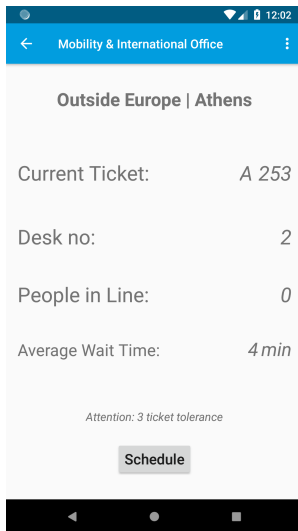 12:02
Mobility & International Office
Outside Europe | Athens
Current Ticket: A 253
Desk no: 2
People in Line: 0
Average Wait Time: 4 min
Attention: 3 ticket tolerance
Schedule